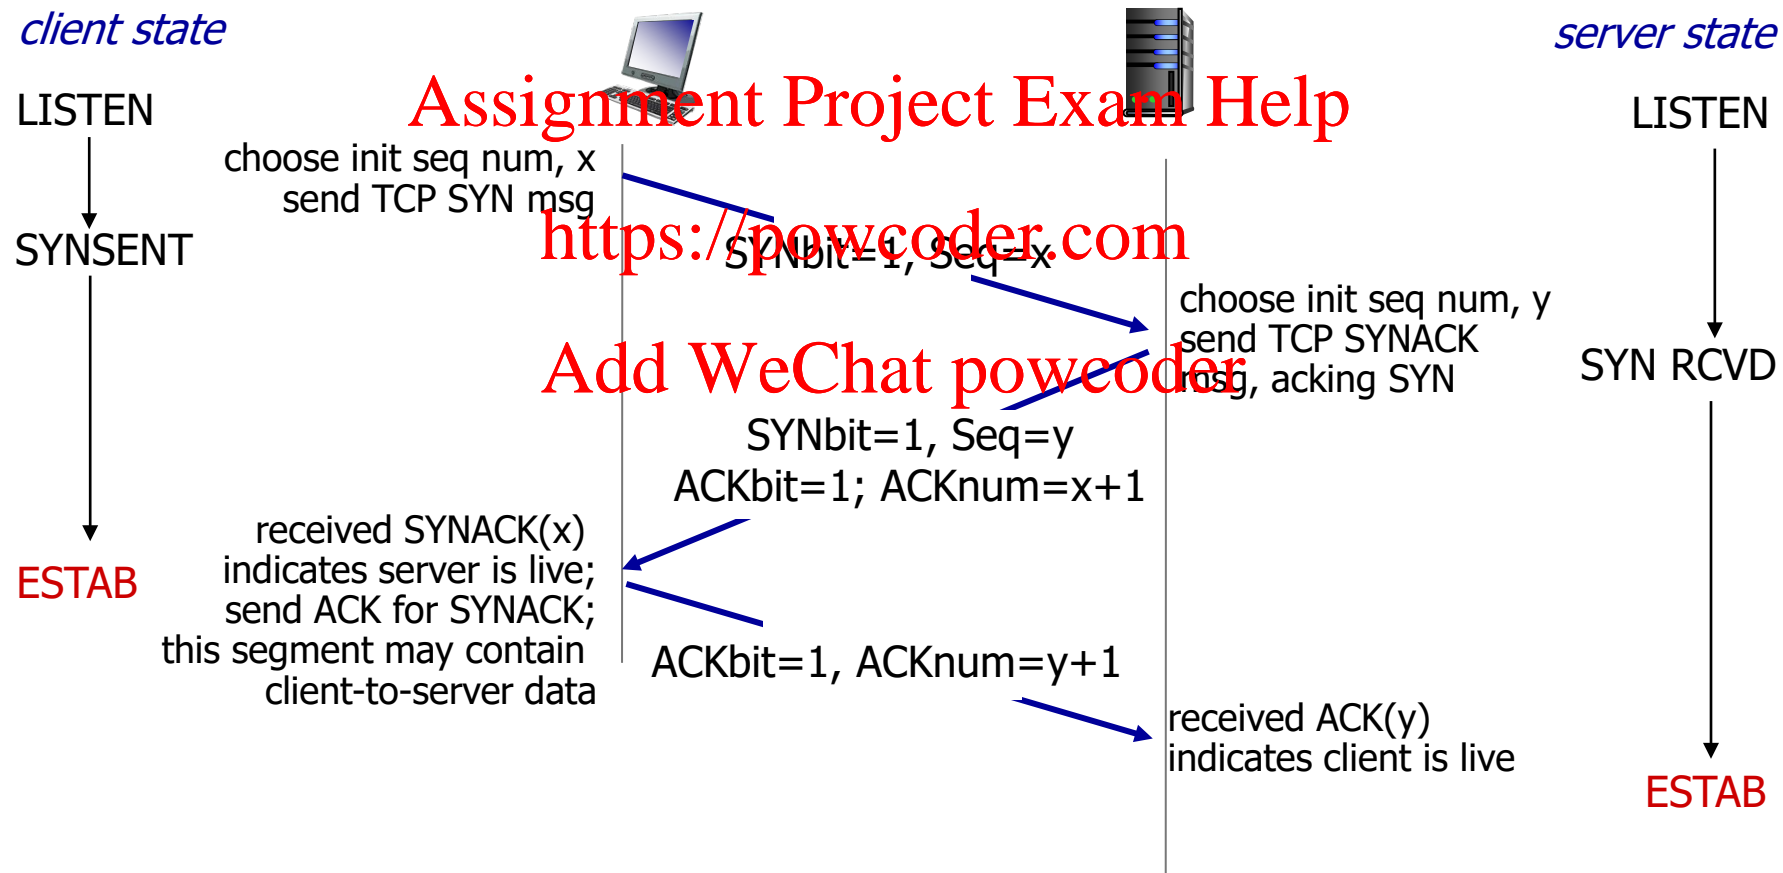 client state
server state
LISTEN
Assignment Project Exam Help
LISTEN
choose init seq num, x
send TCP SYN msg
https://powcoder.com
SYNSENT
SYNbit=1, Seq=x
choose init seq num, y
send TCP SYNACK
msg, acking SYN
Add WeChat powcoder
SYN RCVD
SYNbit=1, Seq=y
ACKbit=1; ACKnum=x+1
received SYNACK(x)
indicates server is live;
send ACK for SYNACK;
this segment may contain
client-to-server data
ESTAB
ACKbit=1, ACKnum=y+1
received ACK(y)
indicates client is live
ESTAB